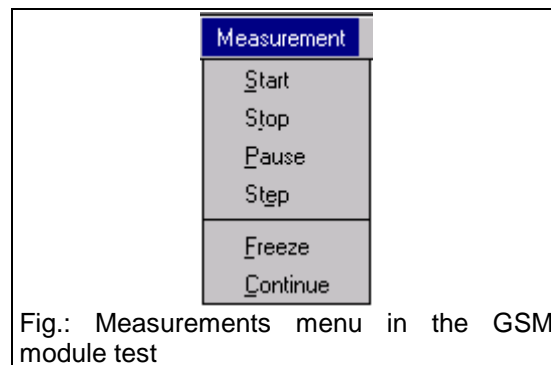 Measurement
Start
Stop
Pause
Step
Freeze
Continue
Fig.: Measurements menu in the GSM
module test